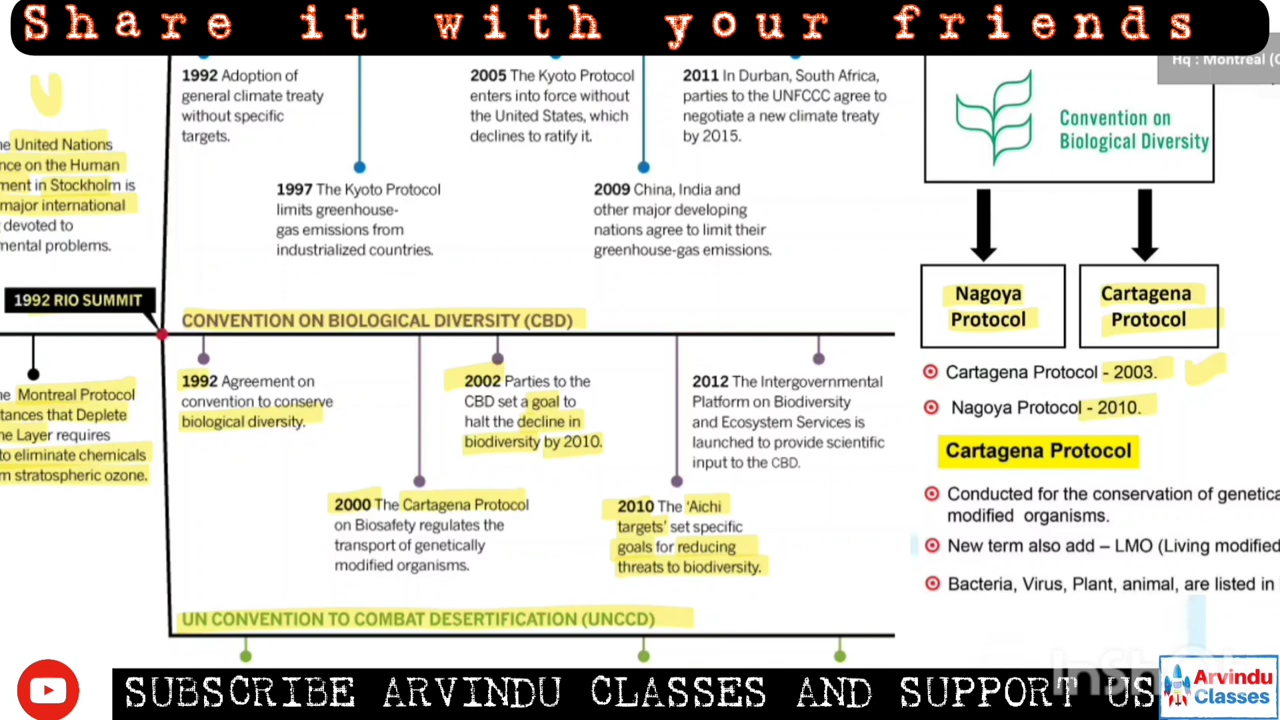 Share it with your friends
Hq : Montreal (C
1992 Adoption of
general climate treaty
without specific
targets.
2005 The Kyoto Protocol
enters into force without
the United States, which
declines to ratify it.
2011 In Durban, South Africa,
parties to the UNFCCC agree to
negotiate a new climate treaty
by 2015.
he United Nations
nce on the Human
ment in Stockholm is
major international
g devoted to
mental problems.
1997 The Kyoto Protocol
limits greenhouse-
gas emissions from
industrialized countries.
2009 China, India and
other major developing
nations agree to limit their
greenhouse-gas emissions.
1992 RIO SUMMIT
CONVENTION ON BIOLOGICAL DIVERSITY (CBD)
he Montreal Protocol
tances that Deplete
ne Layer requires
to eliminate chemicals
m stratospheric ozone.
1992 Agreement on
convention to conserve
biological diversity.
2002 Parties to the
CBD set a goal to
halt the decline in
biodiversity by 2010.
2012 The Intergovernmental
Platform on Biodiversity
and Ecosystem Services is
launched to provide scientific
input to the CBD.
2000 The Cartagena Protocol
on Biosafety regulates the
transport of genetically
modified organisms.
2010 The 'Aichi
targets' set specific
goals for reducing
threats to biodiversity.
UN CONVENTION TO COMBAT DESERTIFICATION (UNCCD)
Convention on
Biological Diversity
Nagoya
Protocol
Cartagena
Protocol
Cartagena Protocol - 2003.
Nagoya Protocol - 2010.
Cartagena Protocol
Conducted for the conservation of genetica
modified organisms.
New term also add – LMO (Living modified
Bacteria, Virus, Plant, animal, are listed in
SUBSCRIBE ARVINDU CLASSES AND SUPPORT US
Arvindu
Classes